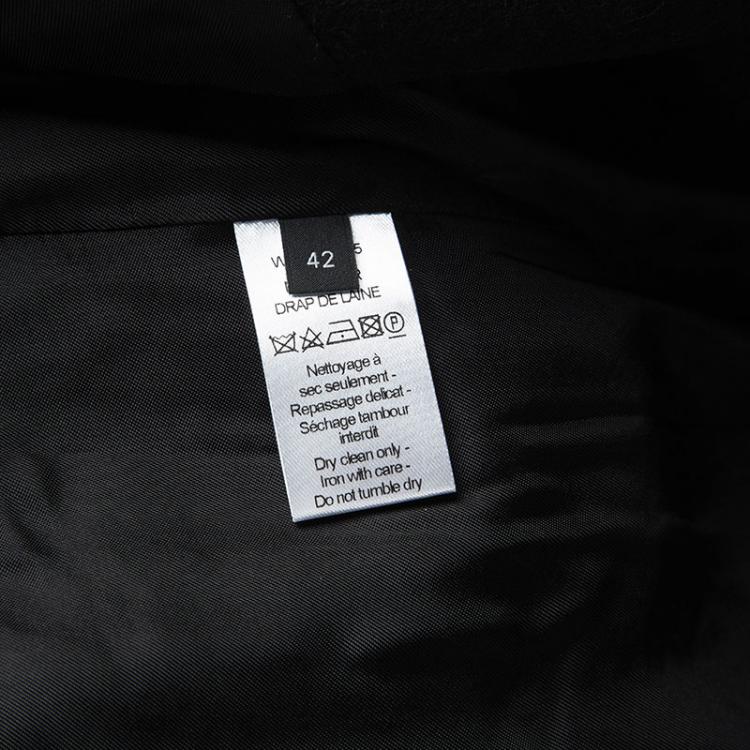 42
DRAP DE LAINE
P
Nettoyage à
sec seulement -
Repassage delicat -
Séchage tambour
interdit
Dry clean only -
Iron with care -
Do not tumble dry